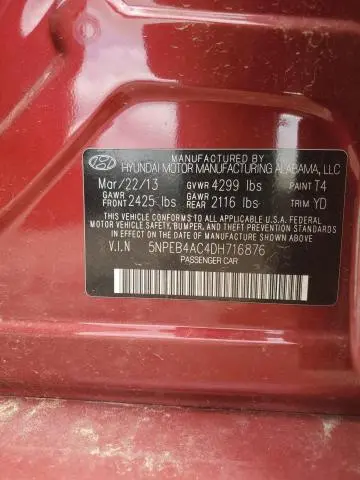 MANUFACTURED BY
HYUNDAI MOTOR MANUFACTURING ALABAMA, LLC
Mar/22/13 GVWR 4299 lbs PAINT T4
GAWR FRONT 2425 lbs GAWR REAR 2116 lbs TRIM YD
THIS VEHICLE CONFORMS TO ALL APPLICABLE U.S.A. FEDERAL
MOTOR VEHICLE SAFETY, BUMPER, AND THEFT PREVENTION
STANDARDS IN EFFECT ON THE DATE OF MANUFACTURE SHOWN ABOVE.
V.I.N 5NPEB4AC4DH716876
PASSENGER CAR